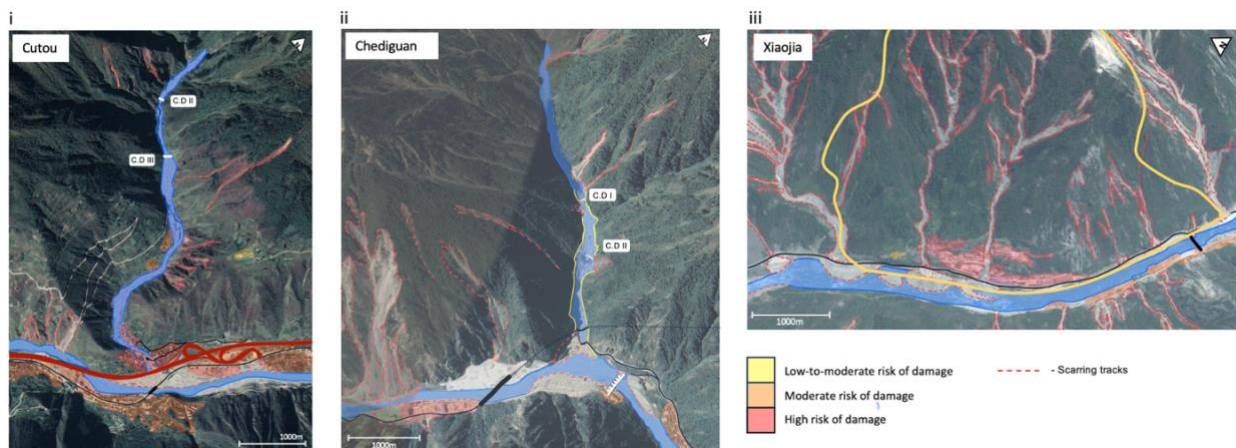 i
Cutou
C.D II
C.D III
1000m
ii
Chediguan
C.D I
C.D II
1000m
iii
Xiaojia
N
1000m
Low-to-moderate risk of damage
Moderate risk of damage
High risk of damage
- Scarring tracks